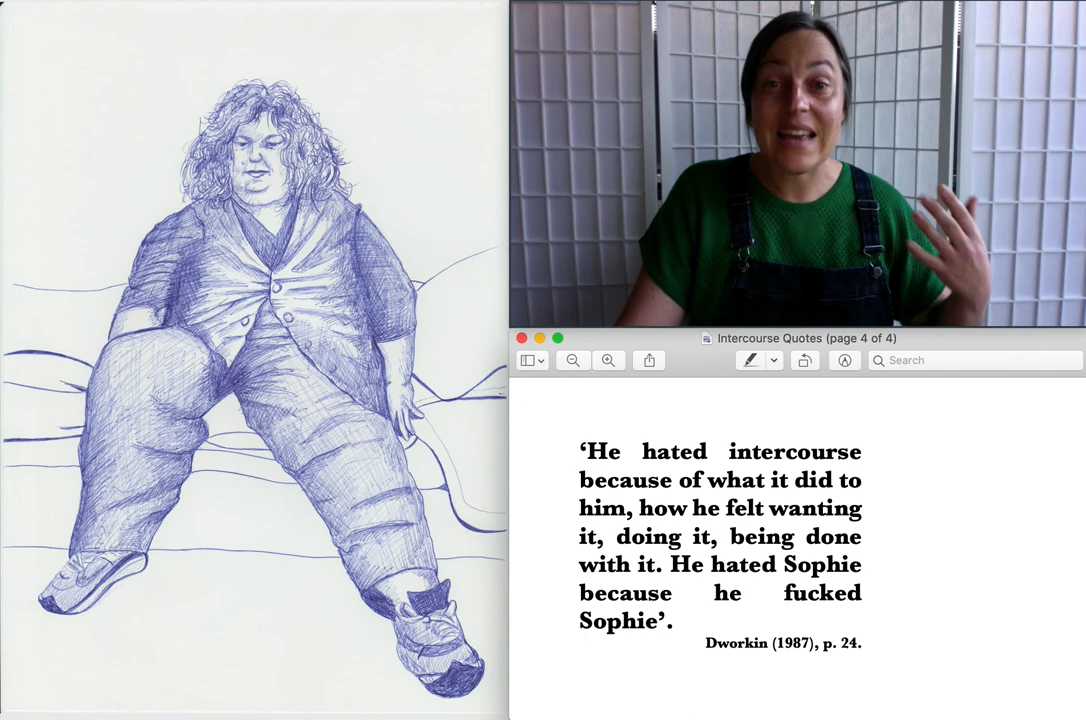 Intercourse Quotes (page 4 of 4)
Search
‘He hated intercourse
because of what it did to
him, how he felt wanting
it, doing it, being done
with it. He hated Sophie
because he fucked
Sophie’.
Dworkin (1987), p. 24.